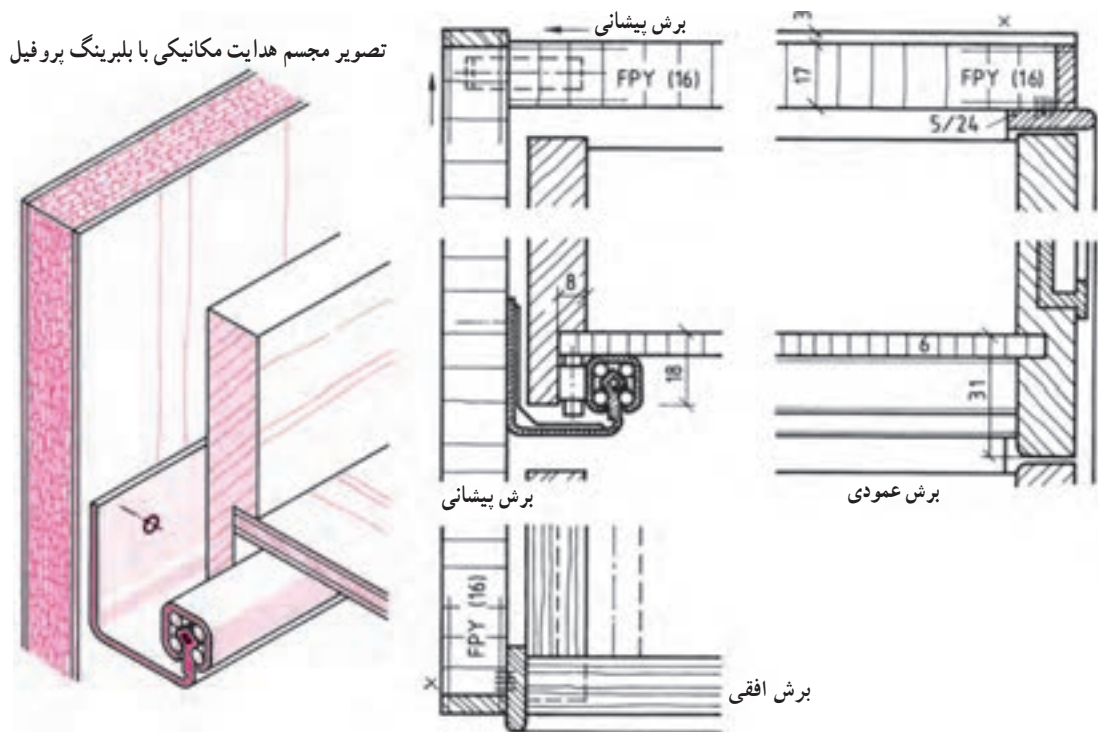 تصویر مجسم هدایت مکانیکی با بلبرینگ پروفیل
برش پیشانی
FPY (16)
3
17
×
FPY (16)
5/24
8
18
6
31
برش پیشانی
برش عمودی
FPY (16)
×
برش افقی